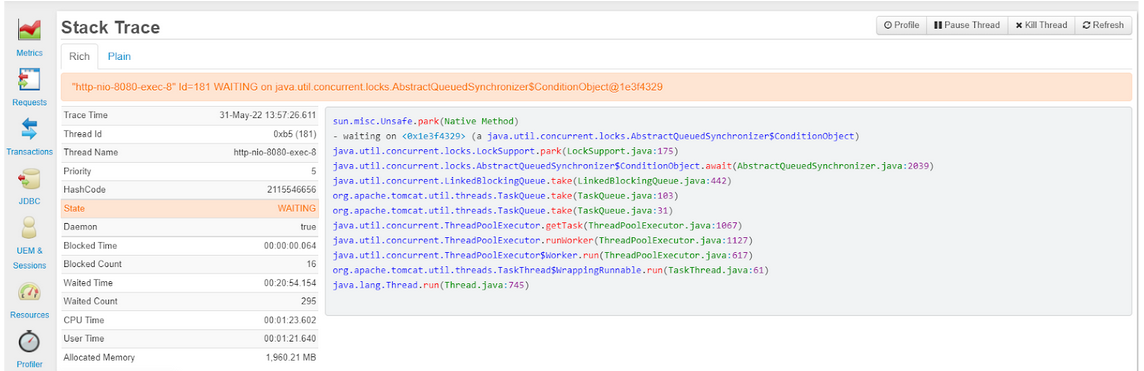 Stack Trace
Profile
Pause Thread
Kill Thread
Refresh
Metrics
Requests
Transactions
JDBC
UEM &
Sessions
Resources
Profiler
Rich
Plain
"http-nio-8080-exec-8" Id=181 WAITING on java.util.concurrent.locks.AbstractQueuedSynchronizer$ConditionObject@1e3f4329
Trace Time 31-May-22 13:57:26.611
Thread Id 0xb5 (181)
Thread Name http-nio-8080-exec-8
Priority 5
HashCode 2115546656
State WAITING
Daemon true
Blocked Time 00:00:00.064
Blocked Count 16
Waited Time 00:20:54.154
Waited Count 295
CPU Time 00:01:23.602
User Time 00:01:21.640
Allocated Memory 1,960.21 MB
sun.misc.Unsafe.park(Native Method)
- waiting on <0x1e3f4329> (a java.util.concurrent.locks.AbstractQueuedSynchronizer$ConditionObject)
java.util.concurrent.locks.LockSupport.park(LockSupport.java:175)
java.util.concurrent.locks.AbstractQueuedSynchronizer$ConditionObject.await(AbstractQueuedSynchronizer.java:2039)
java.util.concurrent.LinkedBlockingQueue.take(LinkedBlockingQueue.java:442)
org.apache.tomcat.util.threads.TaskQueue.take(TaskQueue.java:103)
org.apache.tomcat.util.threads.TaskQueue.take(TaskQueue.java:31)
java.util.concurrent.ThreadPoolExecutor.getTask(ThreadPoolExecutor.java:1067)
java.util.concurrent.ThreadPoolExecutor.runWorker(ThreadPoolExecutor.java:1127)
java.util.concurrent.ThreadPoolExecutor$Worker.run(ThreadPoolExecutor.java:617)
org.apache.tomcat.util.threads.TaskThread$WrappingRunnable.run(TaskThread.java:61)
java.lang.Thread.run(Thread.java:745)